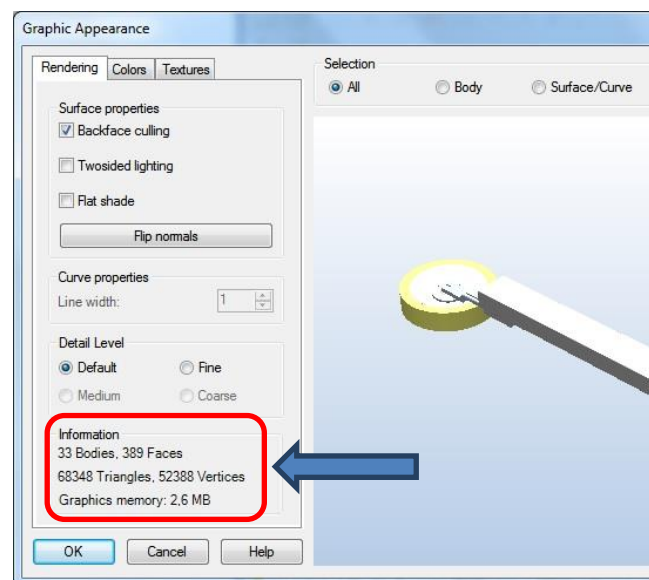 Graphic Appearance
Rendering Colors Textures
Selection
All Body Surface/Curve
Surface properties
Backface culling
Twosided lighting
Flat shade
Flip normals
Curve properties
Line width: 1
Detail Level
Default Fine
Medium Coarse
Information
33 Bodies, 389 Faces
68348 Triangles, 52388 Vertices
Graphics memory: 2,6 MB
OK Cancel Help